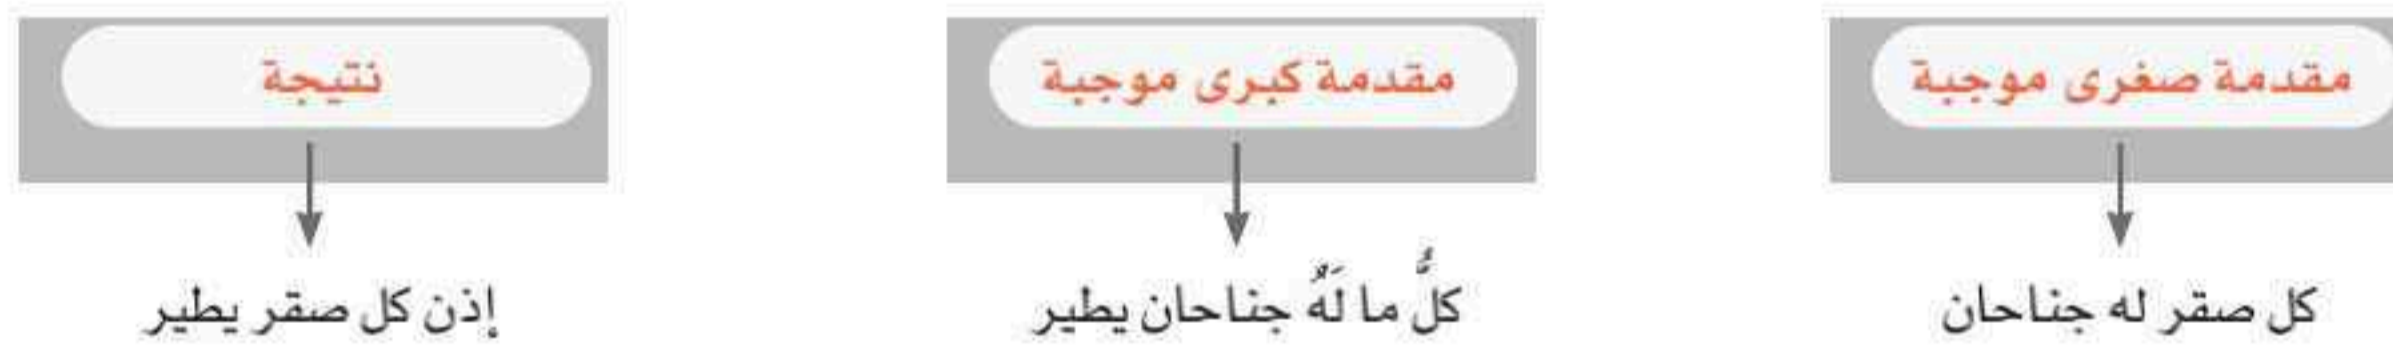 مقدمة صغرى موجبة
كل صقر له جناحان
مقدمة كبرى موجبة
كلُّ ما لَهُ جناحان يطير
نتيجة
إذن كل صقر يطير